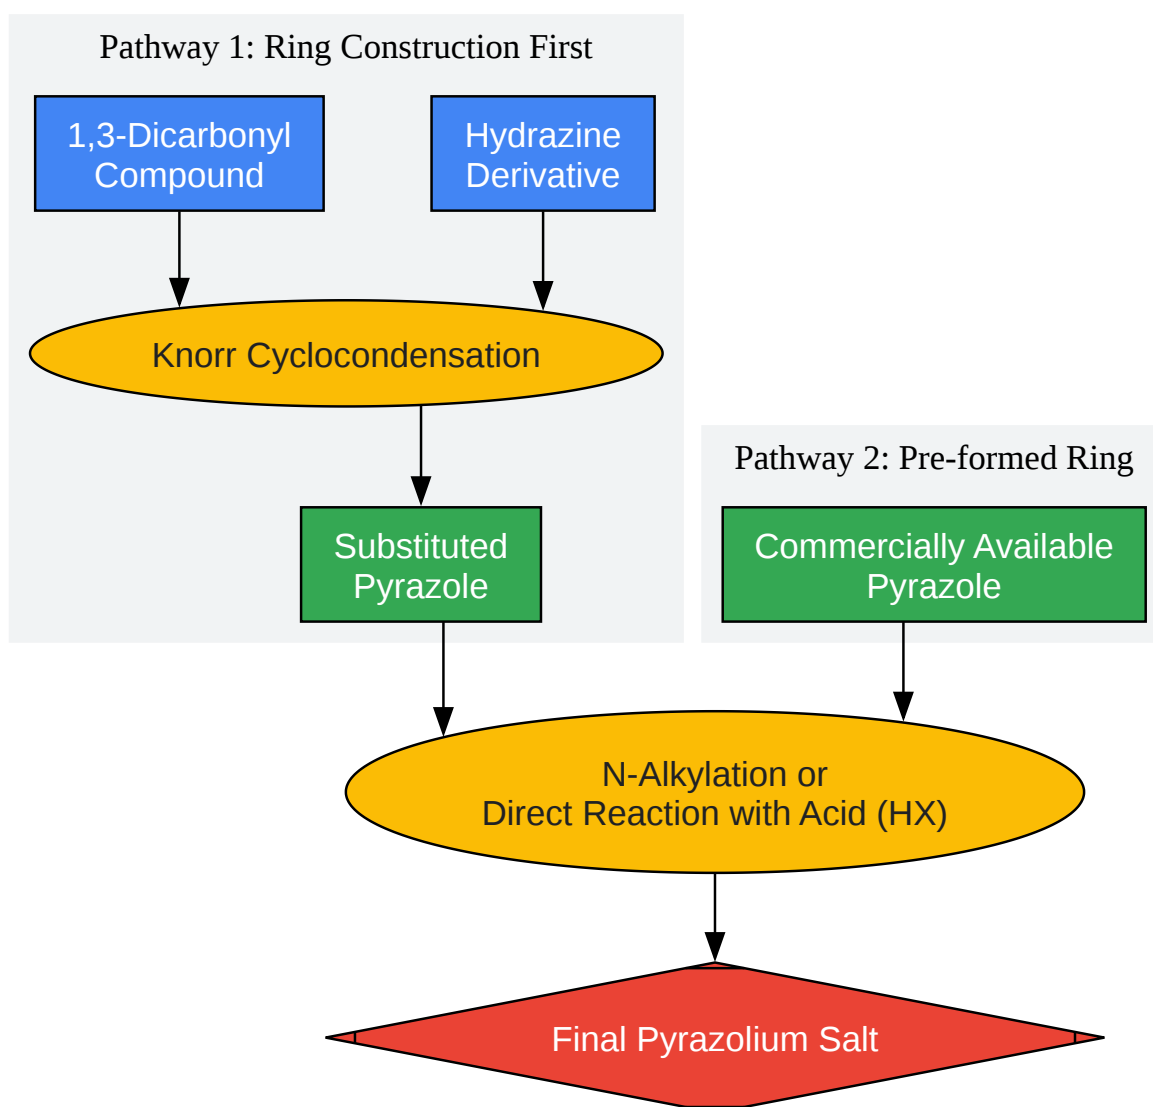 Pathway 1: Ring Construction First
1,3-Dicarbonyl
Compound
Hydrazine
Derivative
Knorr Cyclocondensation
Pathway 2: Pre-formed Ring
Substituted
Pyrazole
Commercially Available
Pyrazole
N-Alkylation or
Direct Reaction with Acid (HX)
Final Pyrazolium Salt